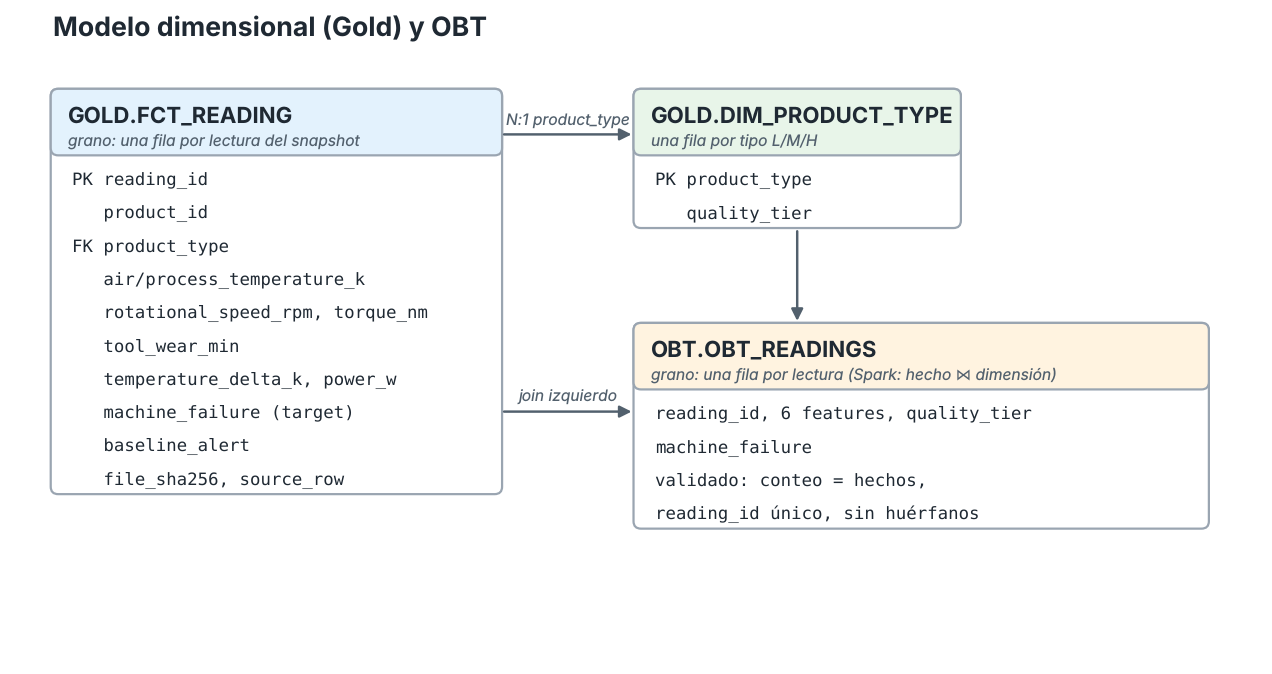 Modelo dimensional (Gold) y OBT
GOLD.FCT_READING
grano: una fila por lectura del snapshot
PK reading_id
product_id
FK product_type
air/process_temperature_k
rotational_speed_rpm, torque_nm
tool_wear_min
temperature_delta_k, power_w
machine_failure (target)
baseline_alert
file_sha256, source_row
N:1 product_type
GOLD.DIM_PRODUCT_TYPE
una fila por tipo L/M/H
PK product_type
quality_tier
join izquierdo
OBT.OBT_READINGS
grano: una fila por lectura (Spark: hecho ⋈ dimensión)
reading_id, 6 features, quality_tier
machine_failure
validado: conteo = hechos,
reading_id único, sin huérfanos